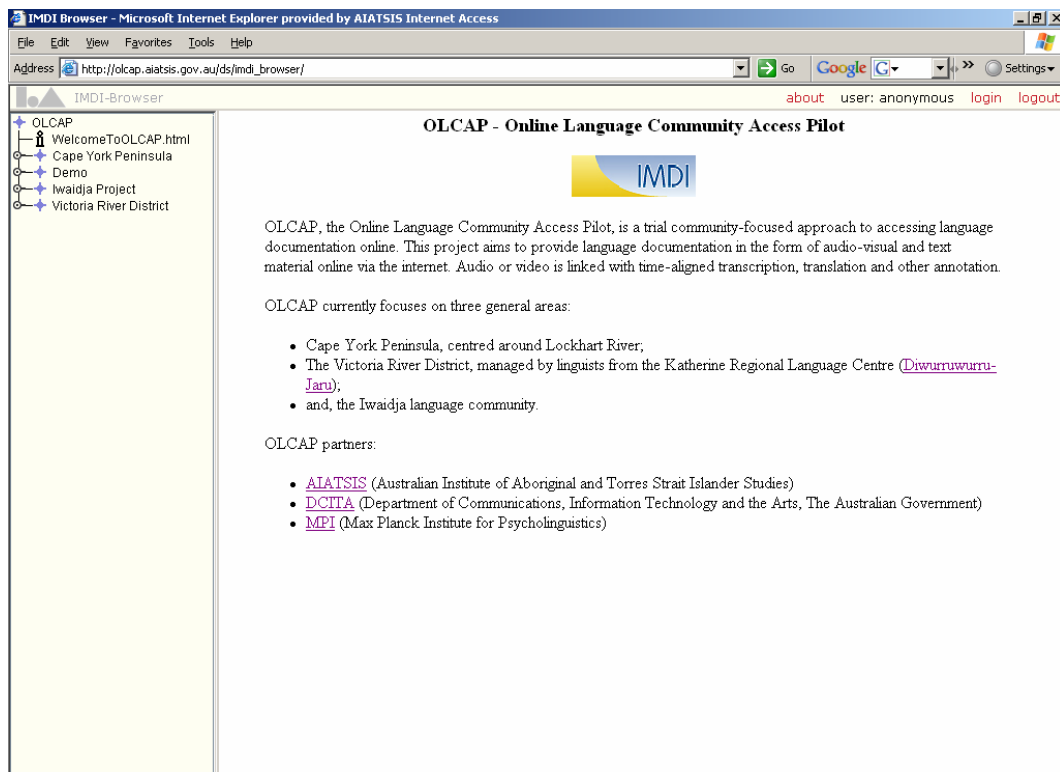 IMDI Browser - Microsoft Internet Explorer provided by AIATSIS Internet Access
File Edit View Favorites Tools Help
Address http://olcap.aiatsis.gov.au/ds/imdi_browser/ Go Google G Settings
IMDI-Browser about user: anonymous login logout
OLCAP
WelcomeToOLCAP.html
Cape York Peninsula
Demo
Iwaidja Project
Victoria River District
OLCAP - Online Language Community Access Pilot
IMDI
OLCAP, the Online Language Community Access Pilot, is a trial community-focused approach to accessing language
documentation online. This project aims to provide language documentation in the form of audio-visual and text
material online via the internet. Audio or video is linked with time-aligned transcription, translation and other annotation.
OLCAP currently focuses on three general areas:
• Cape York Peninsula, centred around Lockhart River;
• The Victoria River District, managed by linguists from the Katherine Regional Language Centre (Diwurruwurru-
Jaru);
• and, the Iwaidja language community.
OLCAP partners:
• AIATSIS (Australian Institute of Aboriginal and Torres Strait Islander Studies)
• DCITA (Department of Communications, Information Technology and the Arts, The Australian Government)
• MPI (Max Planck Institute for Psycholinguistics)